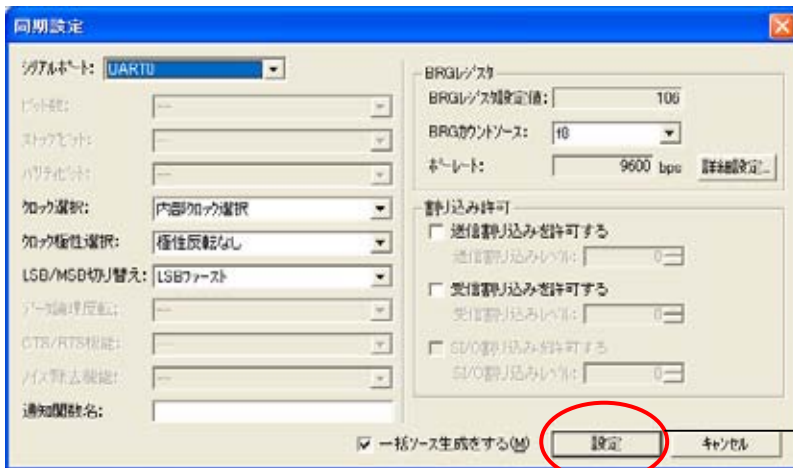 同期設定
シリアルポート: UART0
ビット長: ---
ストップビット: ---
パリティビット: ---
クロック選択: 内部クロック選択
クロック極性選択: 極性反転なし
LSB/MSB切り替え: LSBファースト
データ論理反転: ---
CTS/RTS機能: ---
ノイズ除去機能: ---
通知関数名:
BRGレジスタ
BRGレジスタ設定値: 106
BRGカウントソース: f8
ボーレート: 9600 bps 詳細設定...
割り込み許可
送信割り込みを許可する
送信割り込みレベル: 0
受信割り込みを許可する
受信割り込みレベル: 0
SI/O割り込みを許可する
SI/O割り込みレベル: 0
一括ソース生成をする(M) 設定 キャンセル